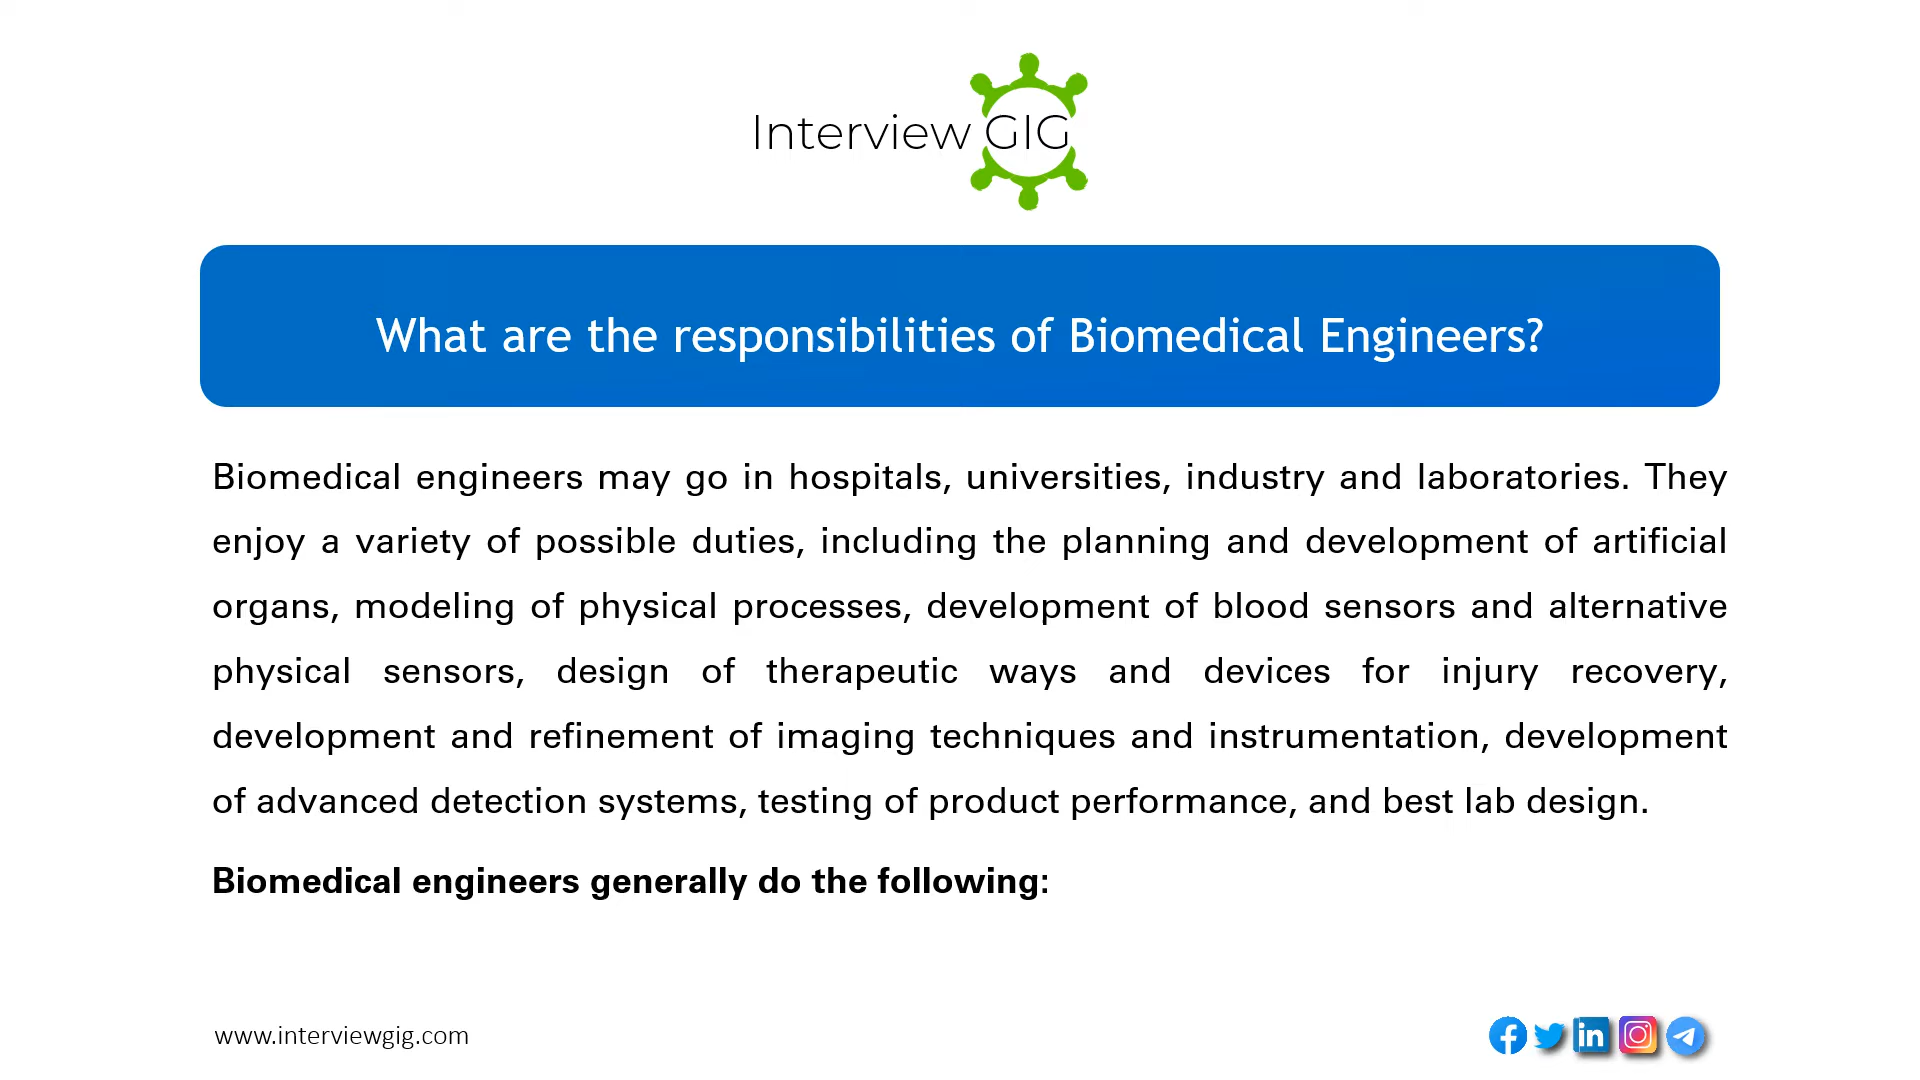 Interview GIG
What are the responsibilities of Biomedical Engineers?
Biomedical engineers may go in hospitals, universities, industry and laboratories. They
enjoy a variety of possible duties, including the planning and development of artificial
organs, modeling of physical processes, development of blood sensors and alternative
physical sensors, design of therapeutic ways and devices for injury recovery,
development and refinement of imaging techniques and instrumentation, development
of advanced detection systems, testing of product performance, and best lab design.
Biomedical engineers generally do the following:
www.interviewgig.com